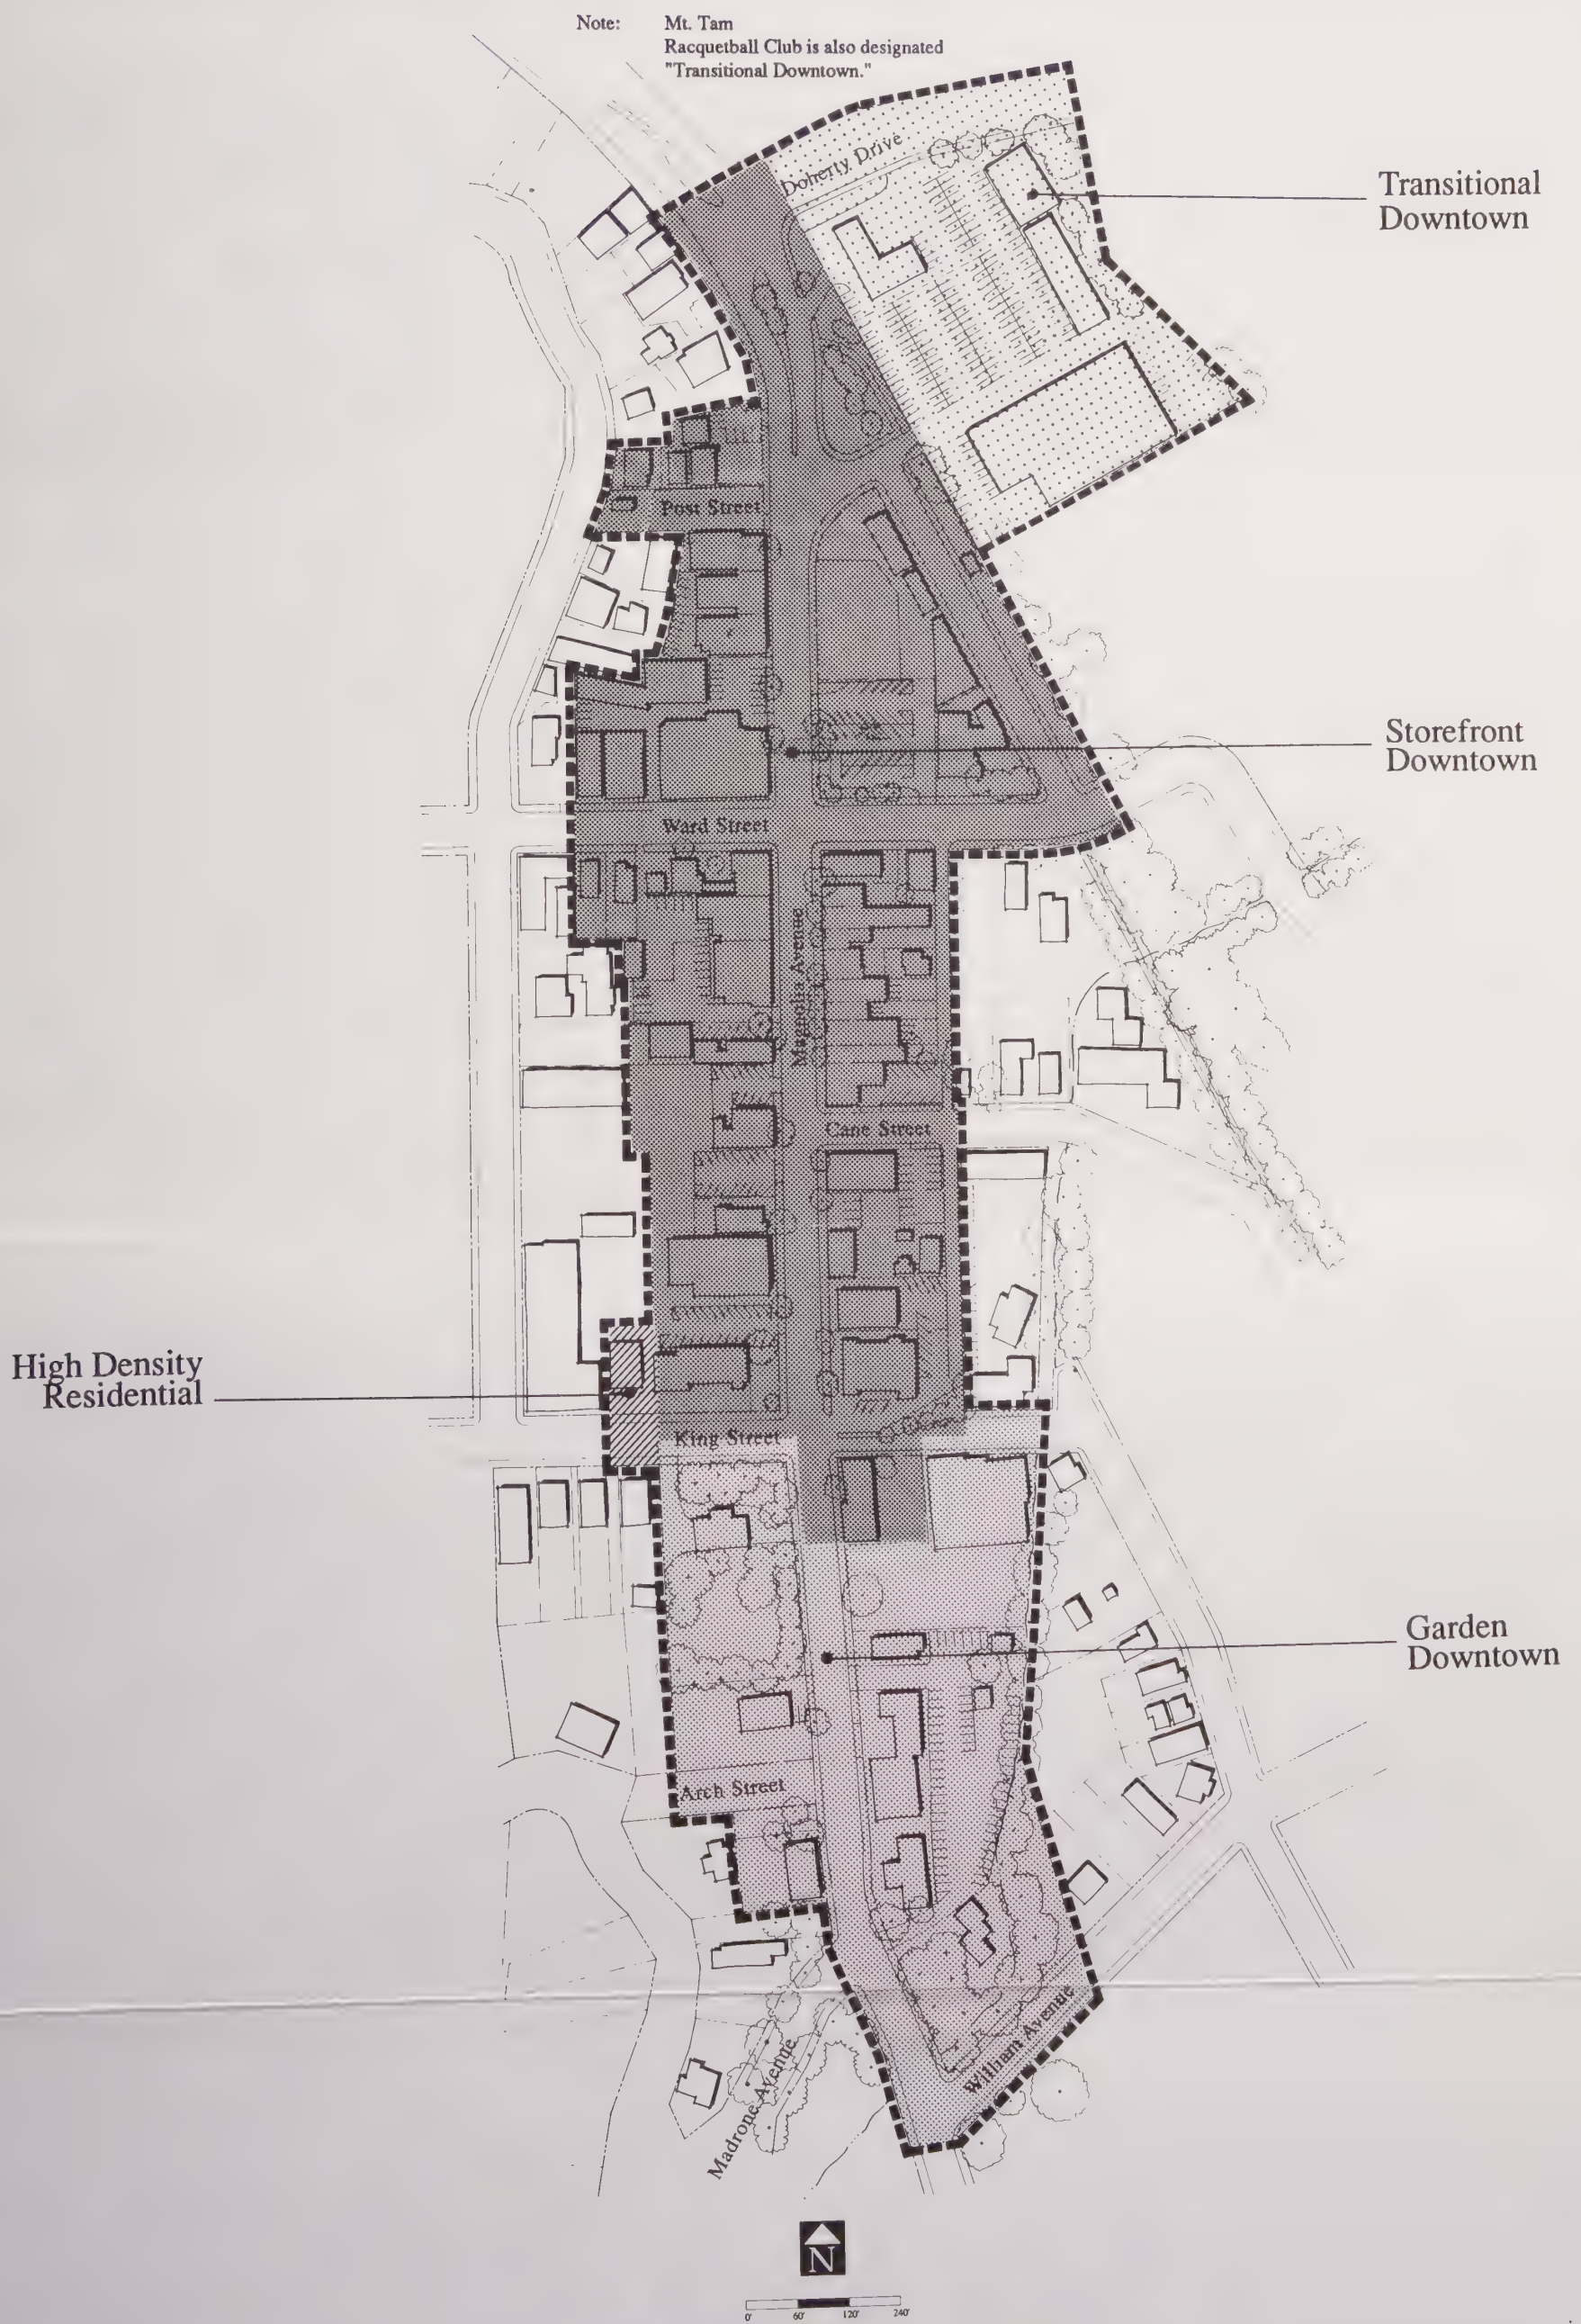 Note: Mt. Tam
Racquetball Club is also designated
"Transitional Downtown."
Doherty Drive
Transitional
Downtown
Post Street
Storefront
Downtown
Ward Street
Magnolia Avenue
Cane Street
High Density
Residential
King Street
Garden
Downtown
Arch Street
William Avenue
Madrone Avenue
N
0' 60' 120' 240'